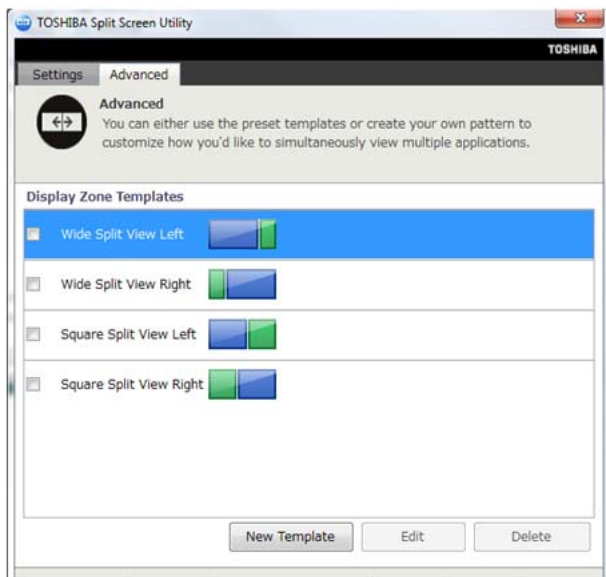 TOSHIBA Split Screen Utility
TOSHIBA
Settings Advanced
Advanced
You can either use the preset templates or create your own pattern to
customize how you'd like to simultaneously view multiple applications.
Display Zone Templates
Wide Split View Left
Wide Split View Right
Square Split View Left
Square Split View Right
New Template Edit Delete